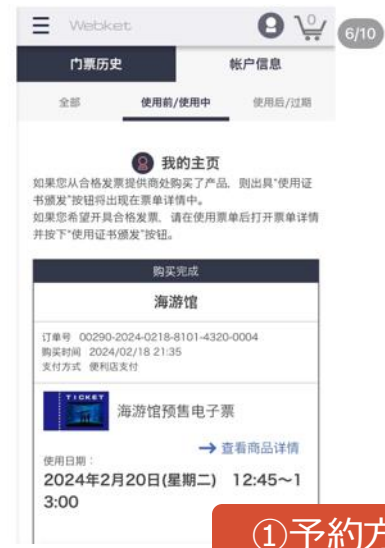 Webket
0
6/10
门票历史
帐户信息
全部
使用前/使用中
使用后/过期
我的主页
如果您从合格发票提供商处购买了产品，则出具“使用证
书颁发”按钮将出现在票单详情中。
如果您希望开具合格发票，请在使用票单后打开票单详情
并按下“使用证书颁发”按钮。
购买完成
海游馆
订单号 00290-2024-0218-8101-4320-0004
购买时间 2024/02/18 21:35
支付方式 便利店支付
TICKET
海游馆预售电子票
→ 查看商品详情
使用日期：
2024年2月20日(星期二) 12:45～1
3:00
①予約方